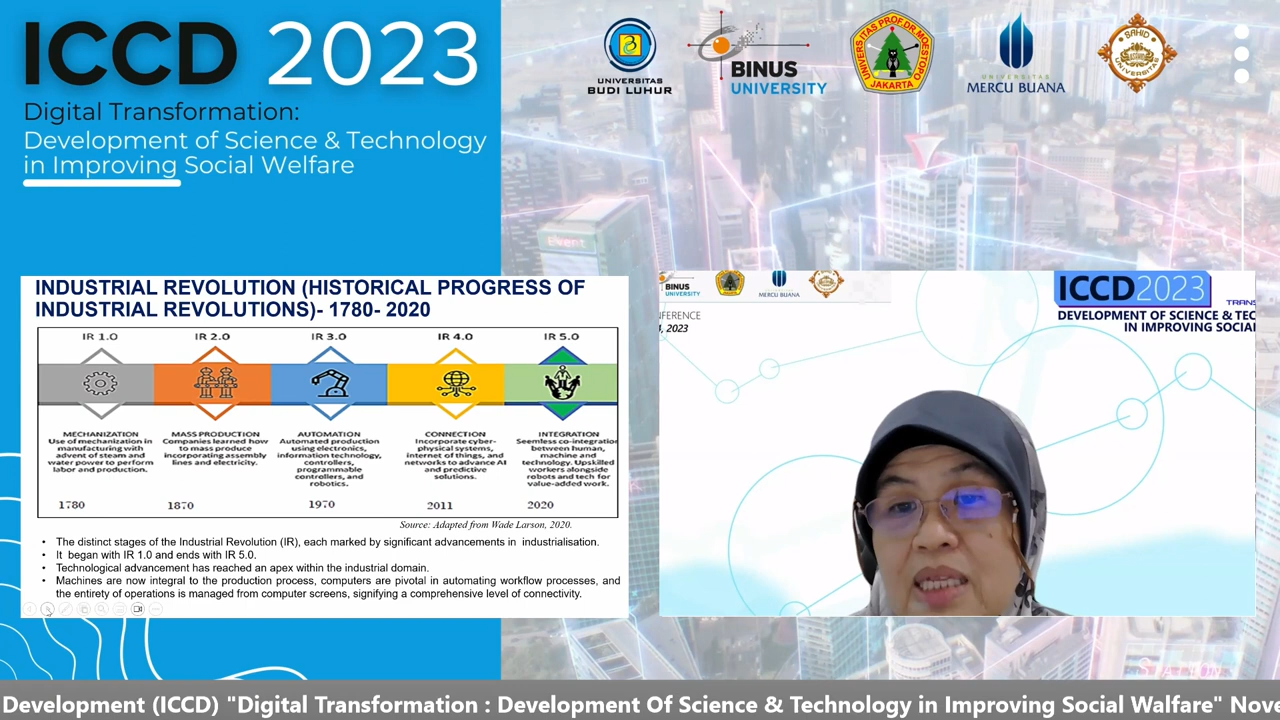 ICCD 2023
Digital Transformation:
Development of Science & Technology
in Improving Social Welfare
UNIVERSITAS
BUDI LUHUR
BINUS
UNIVERSITY
UNIVERSITAS PROF.DR.MOESTOPO
JAKARTA
UNIVERSITAS
MERCU BUANA
SAHID
UNIVERSITAS
Event
INDUSTRIAL REVOLUTION (HISTORICAL PROGRESS OF
INDUSTRIAL REVOLUTIONS)- 1780- 2020
IR 1.0 IR 2.0 IR 3.0 IR 4.0 IR 5.0
MECHANIZATION
Use of mechanization in
manufacturing with
advent of steam and
water power to perform
labor and production.
1780
MASS PRODUCTION
Companies learned how
to mass produce
incorporating assembly
lines and electricity.
1870
AUTOMATION
Automated production
using electronics,
information technology,
controllers,
programmable
controllers, and
robotics.
1970
CONNECTION
Incorporate cyber-
physical systems,
internet of things, and
networks to advance AI
and predictive
solutions.
2011
INTEGRATION
Seemless co-integration
between human,
machine and
technology. Upskilled
workers alongside
robots and tech for
value-added work.
2020
Source: Adapted from Wade Larson, 2020.
• The distinct stages of the Industrial Revolution (IR), each marked by significant advancements in industrialisation.
• It began with IR 1.0 and ends with IR 5.0.
• Technological advancement has reached an apex within the industrial domain.
• Machines are now integral to the production process, computers are pivotal in automating workflow processes, and
the entirety of operations is managed from computer screens, signifying a comprehensive level of connectivity.
BINUS
UNIVERSITY
MERCU BUANA
NFERENCE
, 2023
ICCD2023
TRANS
DEVELOPMENT OF SCIENCE & TEC
IN IMPROVING SOCIAL
Development (ICCD) "Digital Transformation : Development Of Science & Technology in Improving Social Walfare" Nove